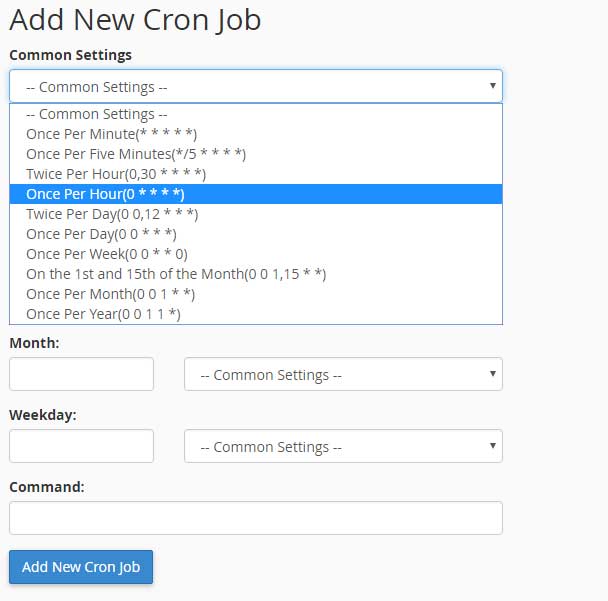 Add New Cron Job
Common Settings
-- Common Settings --
-- Common Settings --
Once Per Minute(* * * * *)
Once Per Five Minutes(*/5 * * * *)
Twice Per Hour(0,30 * * * *)
Once Per Hour(0 * * * *)
Twice Per Day(0 0,12 * * *)
Once Per Day(0 0 * * *)
Once Per Week(0 0 * * 0)
On the 1st and 15th of the Month(0 0 1,15 * *)
Once Per Month(0 0 1 * *)
Once Per Year(0 0 1 1 *)
Month:
-- Common Settings --
Weekday:
-- Common Settings --
Command:
Add New Cron Job